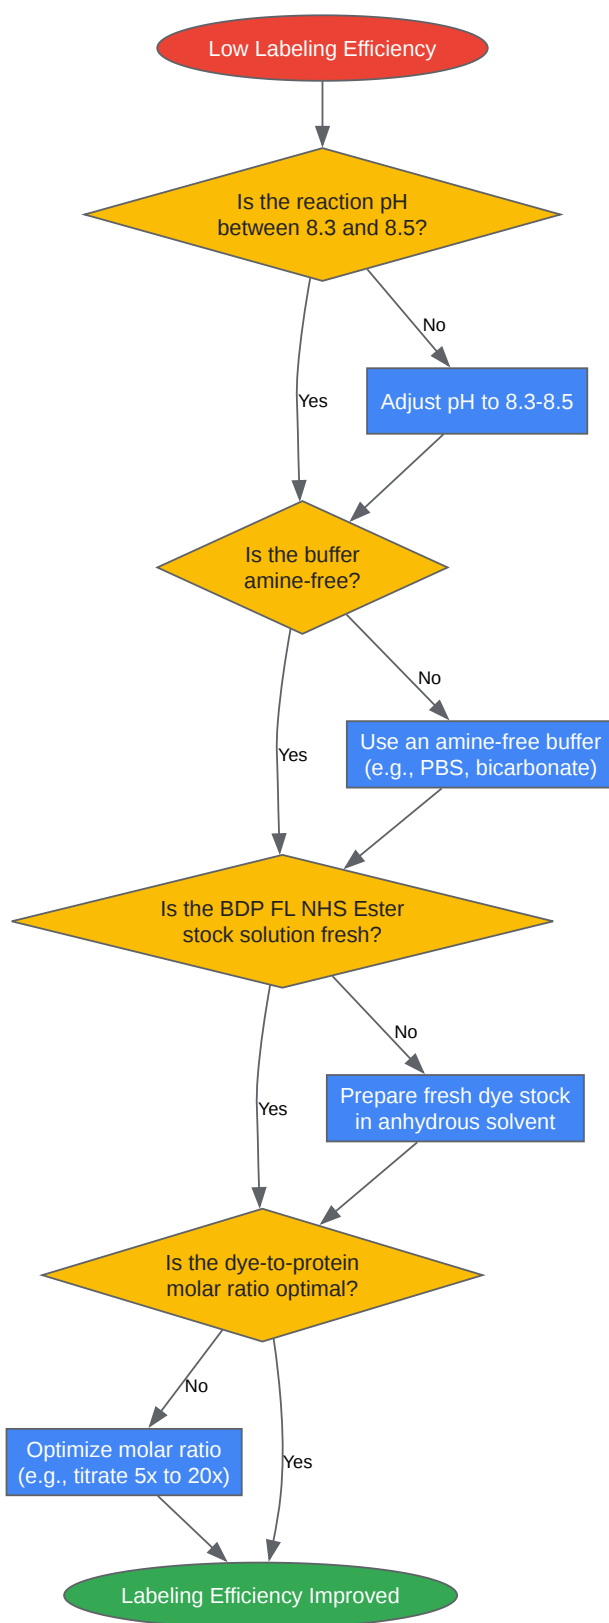 Low Labeling Efficiency
Is the reaction pH
between 8.3 and 8.5?
No
Yes
Adjust pH to 8.3-8.5
Is the buffer
amine-free?
No
Yes
Use an amine-free buffer
(e.g., PBS, bicarbonate)
Is the BDP FL NHS Ester
stock solution fresh?
No
Yes
Prepare fresh dye stock
in anhydrous solvent
Is the dye-to-protein
molar ratio optimal?
No
Yes
Optimize molar ratio
(e.g., titrate 5x to 20x)
Labeling Efficiency Improved